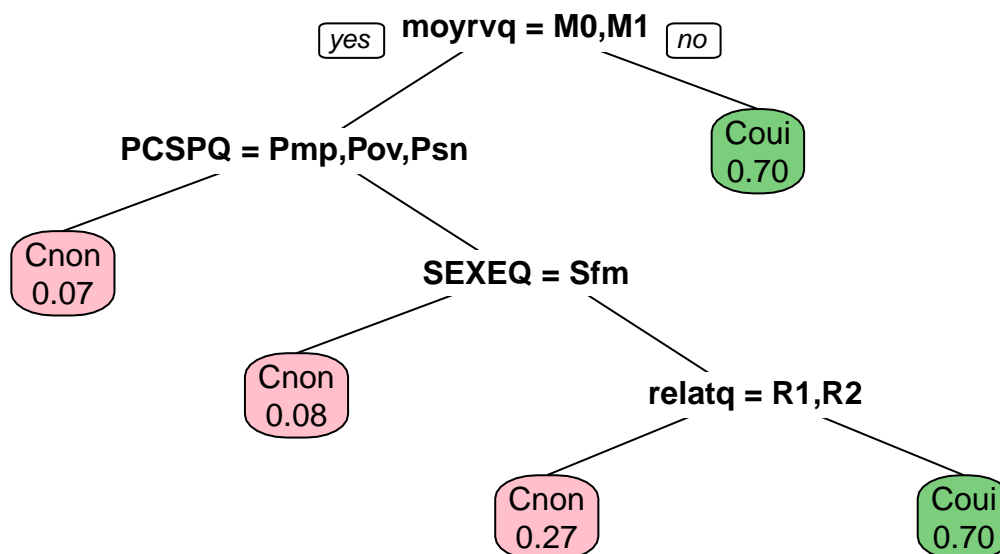 yes moyrvq = M0,M1 no
PCSPQ = Pmp,Pov,Psn
Coui
0.70
Cnon
0.07
SEXEQ = Sfm
Cnon
0.08
relatq = R1,R2
Cnon
0.27
Coui
0.70